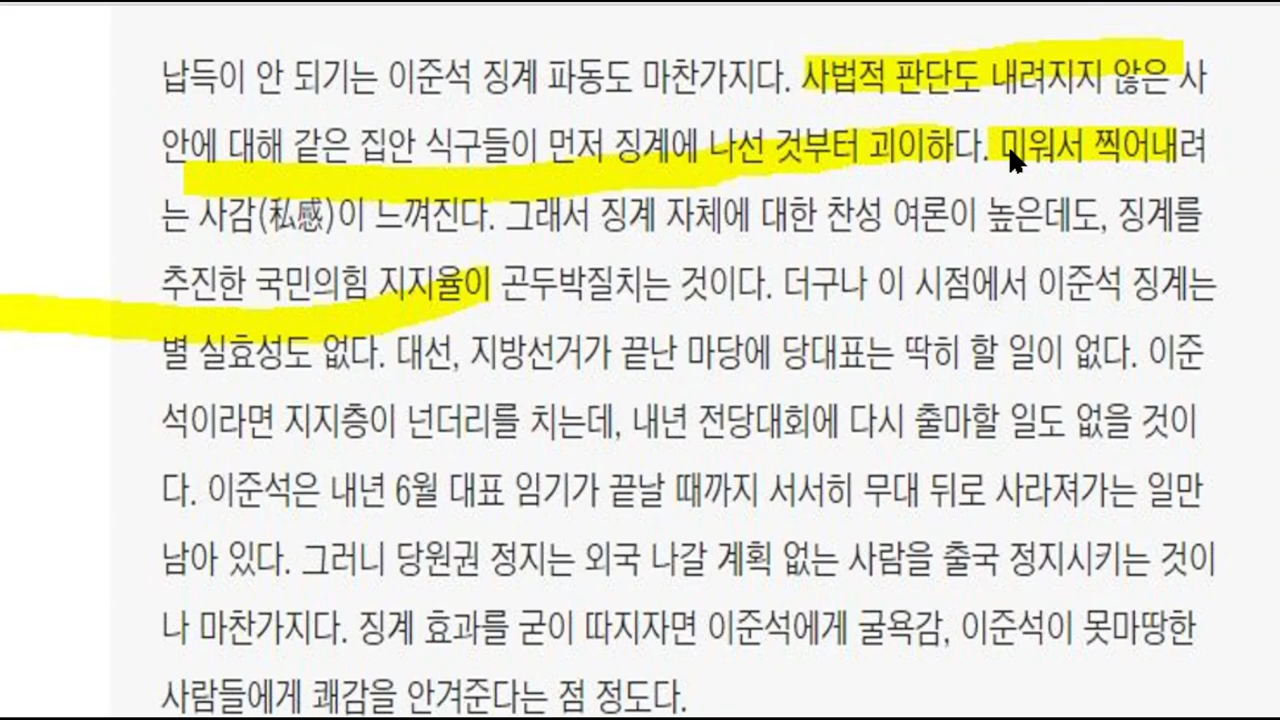 납득이 안 되기는 이준석 징계 파동도 마찬가지다. 사법적 판단도 내려지지 않은 사
안에 대해 같은 집안 식구들이 먼저 징계에 나선 것부터 괴이하다. 미워서 찍어내려
는 사감(私感)이 느껴진다. 그래서 징계 자체에 대한 찬성 여론이 높은데도, 징계를
추진한 국민의힘 지지율이 곤두박질치는 것이다. 더구나 이 시점에서 이준석 징계는
별 실효성도 없다. 대선, 지방선거가 끝난 마당에 당대표는 딱히 할 일이 없다. 이준
석이라면 지지층이 넌더리를 치는데, 내년 전당대회에 다시 출마할 일도 없을 것이
다. 이준석은 내년 6월 대표 임기가 끝날 때까지 서서히 무대 뒤로 사라져가는 일만
남아 있다. 그러니 당원권 정지는 외국 나갈 계획 없는 사람을 출국 정지시키는 것이
나 마찬가지다. 징계 효과를 굳이 따지자면 이준석에게 굴욕감, 이준석이 못마땅한
사람들에게 쾌감을 안겨준다는 점 정도다.